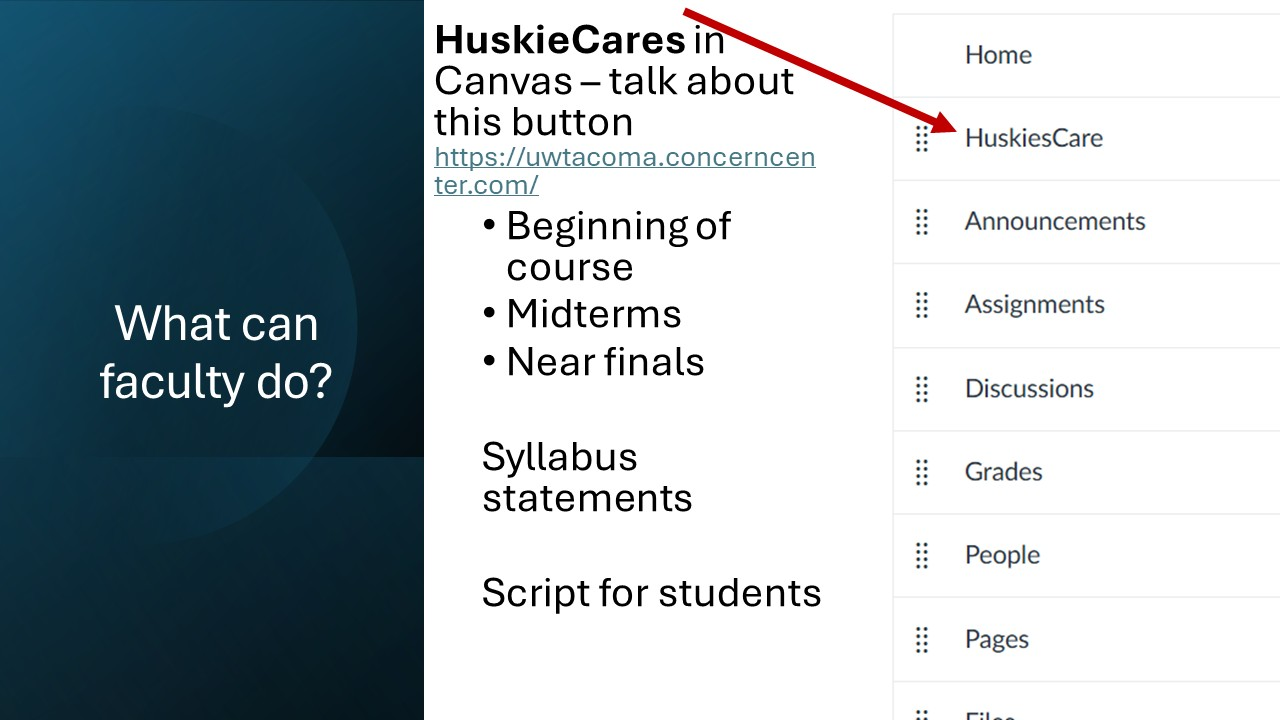 What can
faculty do?
HuskieCares in
Canvas – talk about
this button
https://uwtacoma.concerncen
ter.com/
• Beginning of
course
• Midterms
• Near finals
Syllabus
statements
Script for students
Home
HuskiesCare
Announcements
Assignments
Discussions
Grades
People
Pages
Files